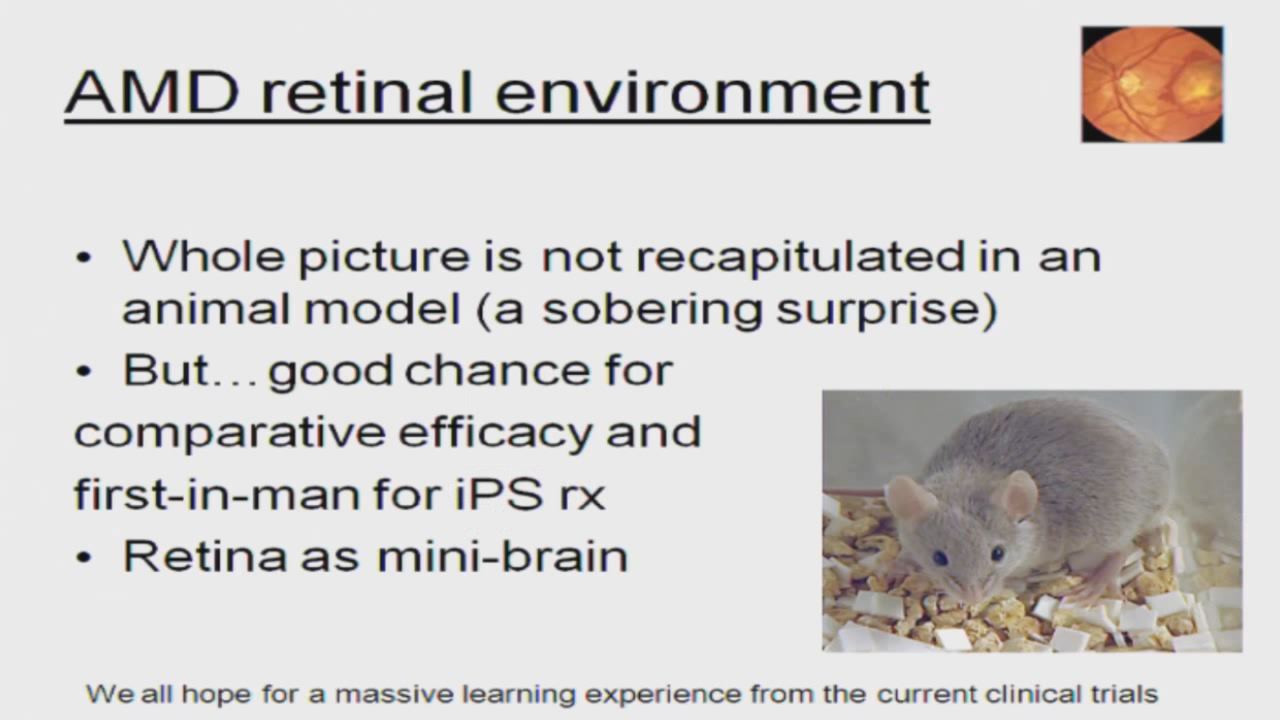 AMD retinal environment
• Whole picture is not recapitulated in an
animal model (a sobering surprise)
• But... good chance for
comparative efficacy and
first-in-man for iPS rx
• Retina as mini-brain
We all hope for a massive learning experience from the current clinical trials